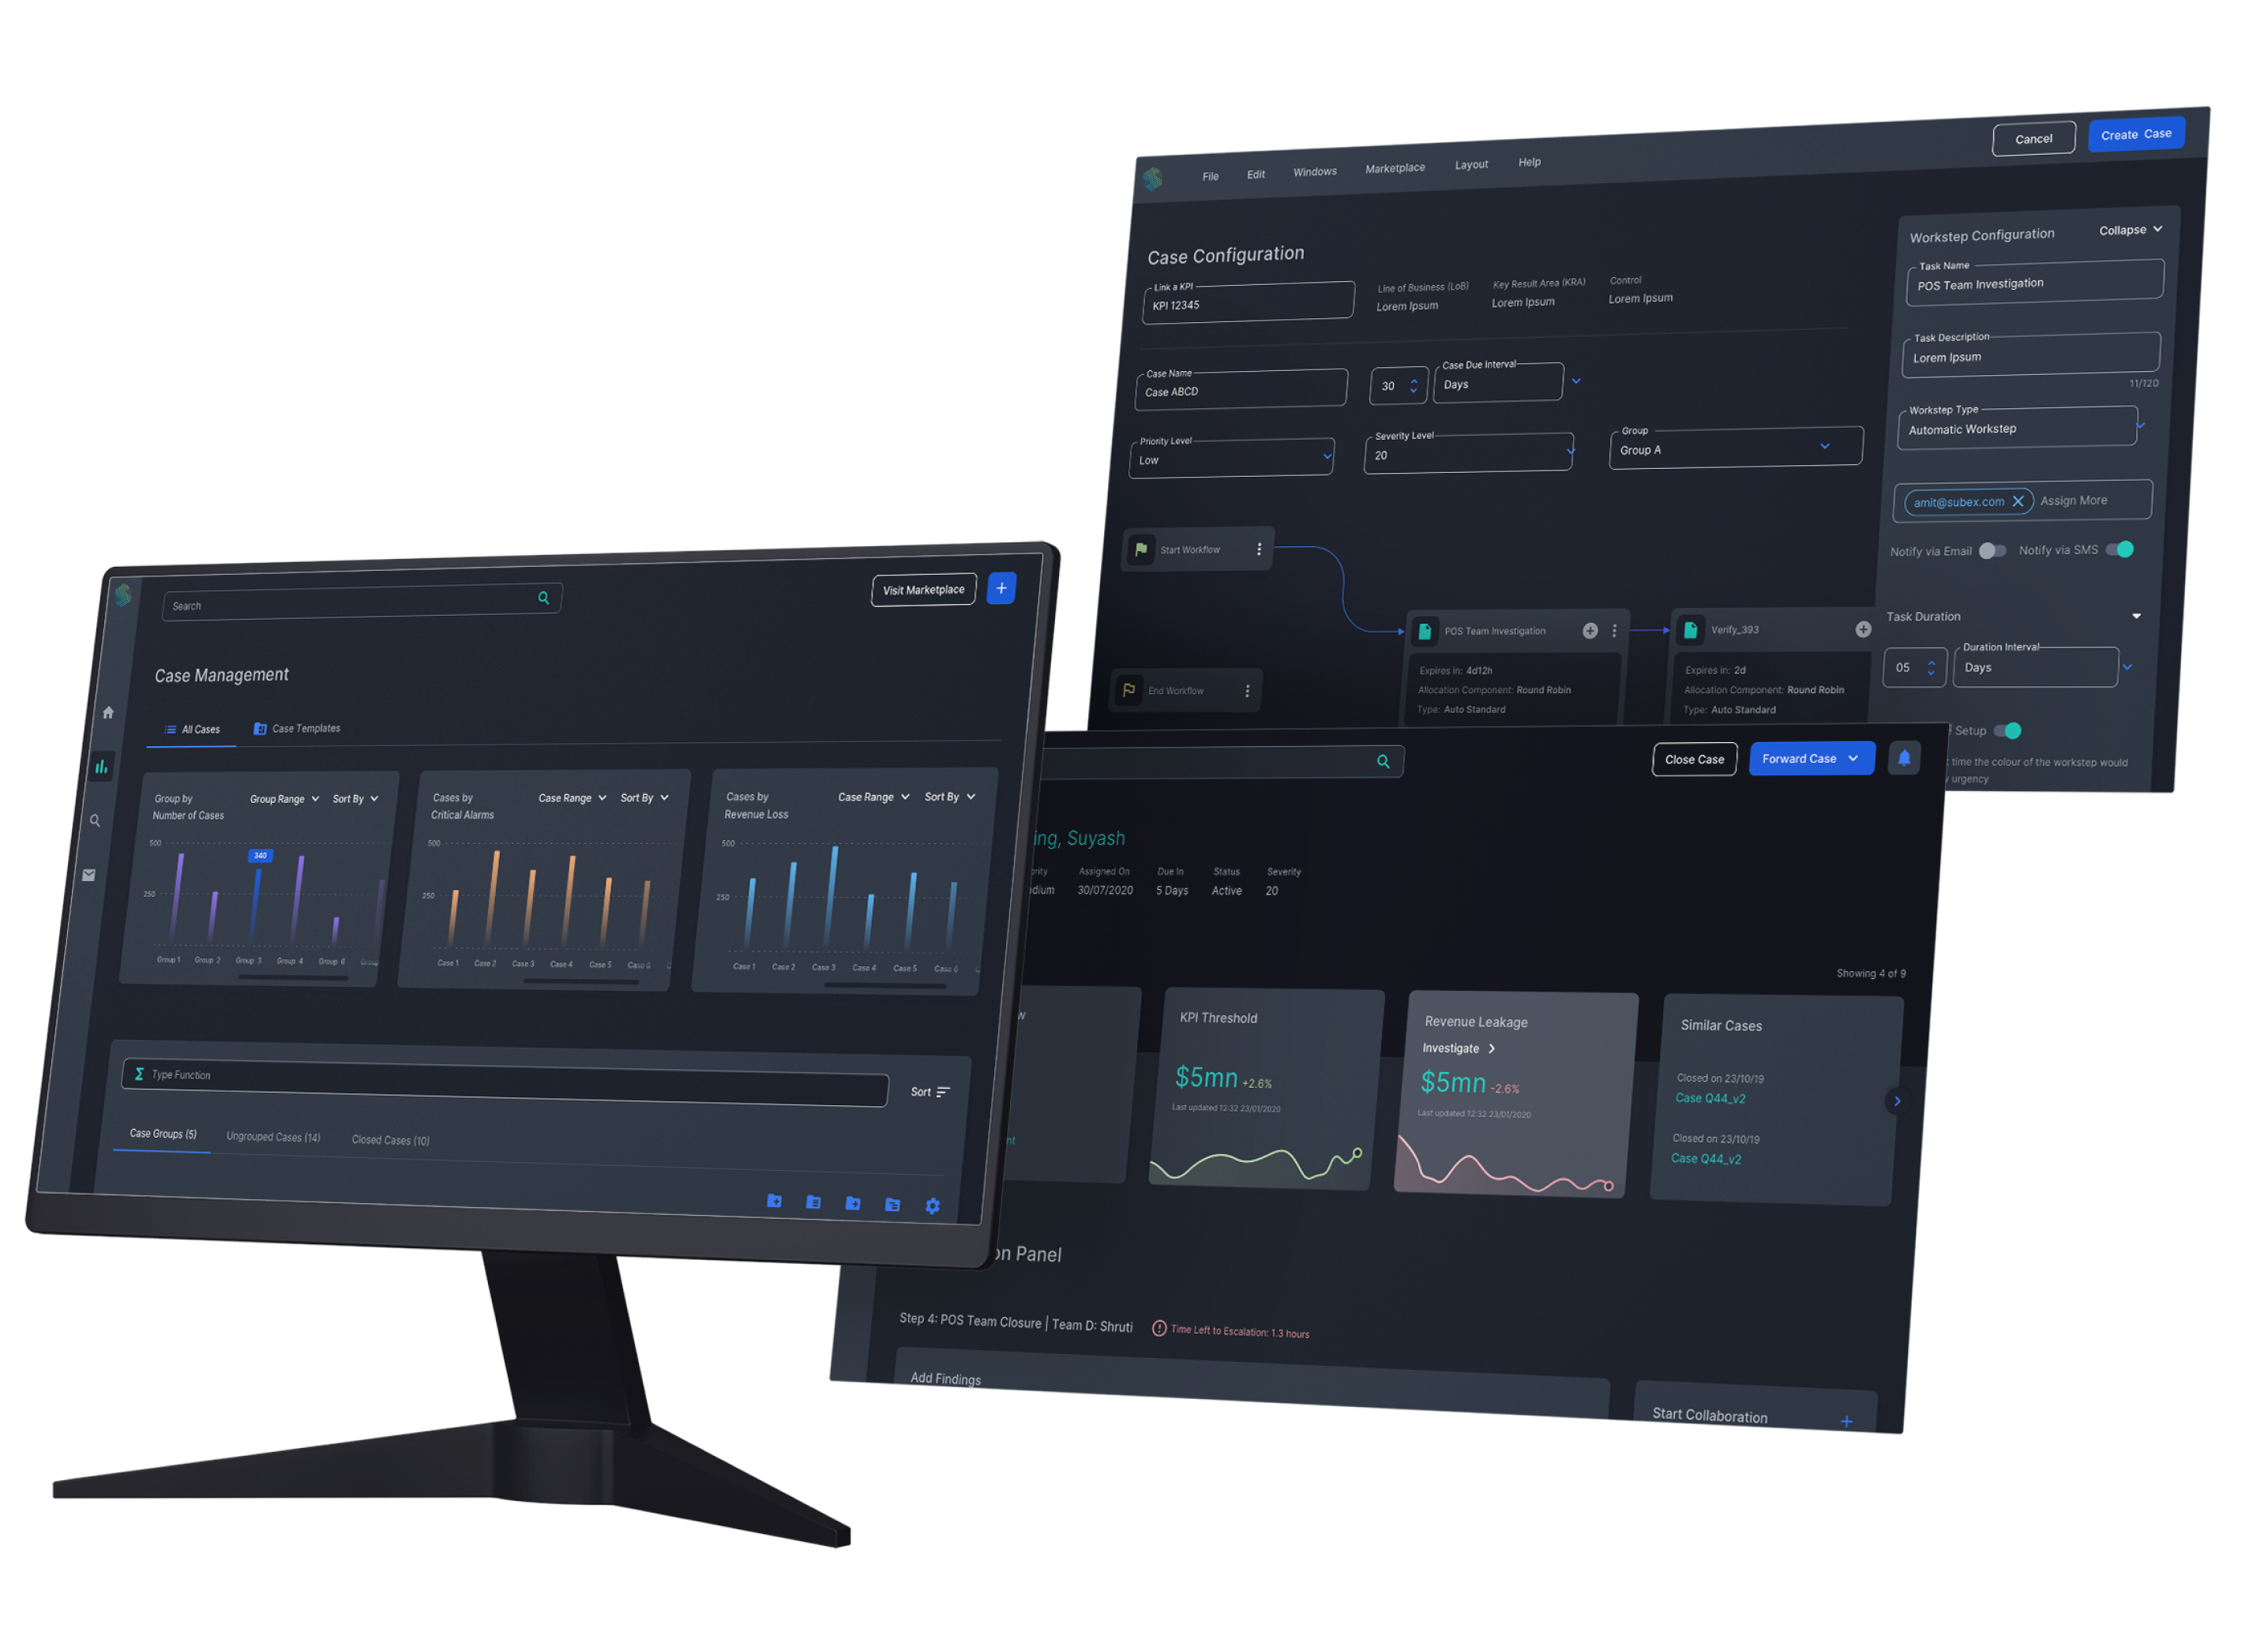 File Edit Windows Marketplace Layout Help
Cancel
Create Case
Case Configuration
Link a KPI
KPI 12345
Line of Business (LoB)
Lorem Ipsum
Key Result Area (KRA)
Lorem Ipsum
Control
Lorem Ipsum
Case Name
Case ABCD
30
Case Due Interval
Days
Priority Level
Low
Severity Level
20
Group
Group A
Start Workflow
End Workflow
POS Team Investigation
Expires in: 4d12h
Allocation Component: Round Robin
Type: Auto Standard
Verify_393
Expires in: 2d
Allocation Component: Round Robin
Type: Auto Standard
Workstep Configuration
Collapse
Task Name
POS Team Investigation
Task Description
Lorem Ipsum
11/120
Workstep Type
Automatic Workstep
amit@subex.com
Assign More
Notify via Email
Notify via SMS
Task Duration
05
Duration Interval
Days
Setup
time the colour of the workstep would
urgency
Search
Visit Marketplace
+
Case Management
All Cases
Case Templates
Group by
Number of Cases
Group Range
Sort By
500
340
250
Group 1 Group 2 Group 3 Group 4 Group 6 Group
Cases by
Critical Alarms
Case Range
Sort By
500
250
Case 1 Case 2 Case 3 Case 4 Case 5 Case
Cases by
Revenue Loss
Case Range
Sort By
500
250
Case 1 Case 2 Case 3 Case 4 Case 5 Case
Σ Type Function
Sort
Case Groups (5)
Ungrouped Cases (14)
Closed Cases (10)
Close Case
Forward Case
ing, Suyash
ority
edium
Assigned On
30/07/2020
Due In
5 Days
Status
Active
Severity
20
Showing 4 of 9
w
nt
KPI Threshold
$5mn +2.6%
Last updated 12:32 23/01/2020
Revenue Leakage
Investigate
$5mn -2.6%
Last updated 12:32 23/01/2020
Similar Cases
Closed on 23/10/19
Case Q44_v2
Closed on 23/10/19
Case Q44_v2
on Panel
Step 4: POS Team Closure | Team D: Shruti
Time Left to Escalation: 1.3 hours
Add Findings
Start Collaboration
+